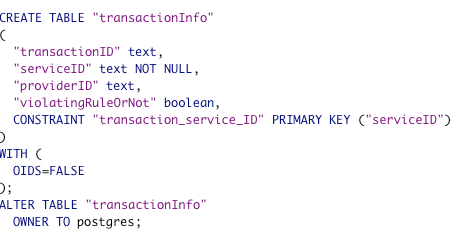 CREATE TABLE "transactionInfo"
(
"transactionID" text,
"serviceID" text NOT NULL,
"providerID" text,
"violatingRuleOrNot" boolean,
CONSTRAINT "transaction_service_ID" PRIMARY KEY ("serviceID")
)
WITH (
OIDS=FALSE
);
ALTER TABLE "transactionInfo"
OWNER TO postgres;